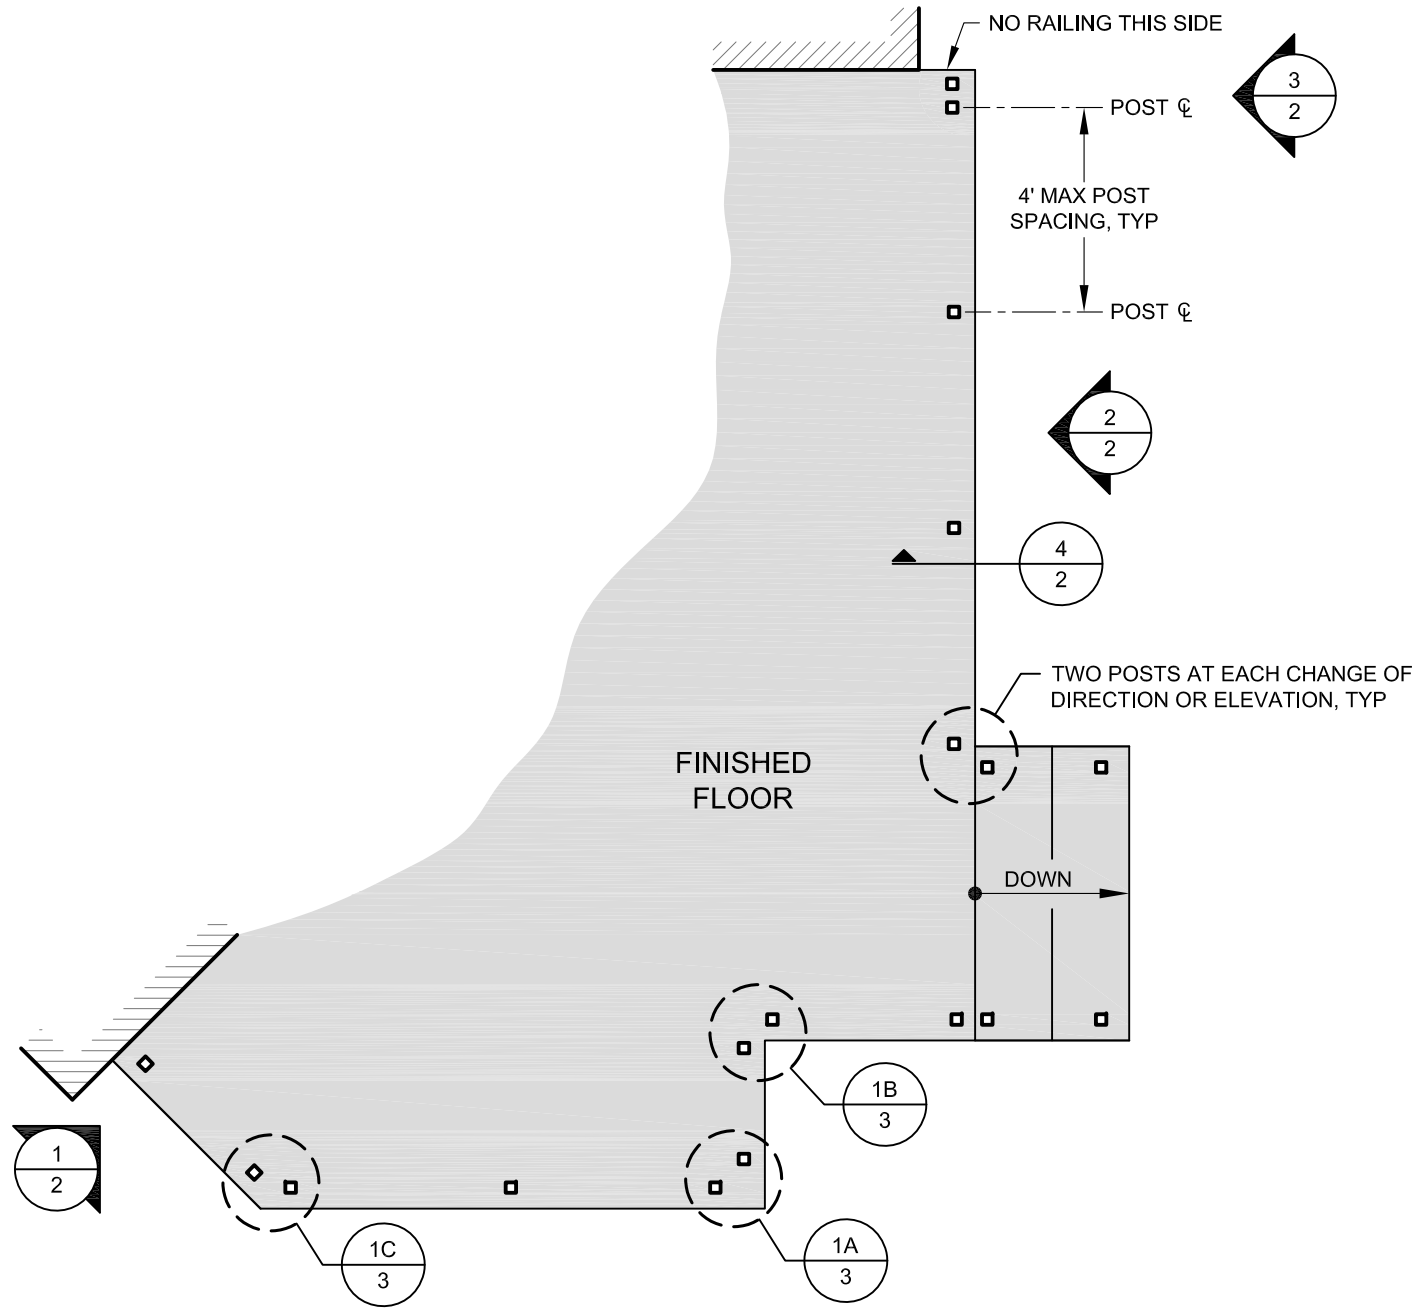 NO RAILING THIS SIDE
3
2
POST ℄
4' MAX POST
SPACING, TYP
POST ℄
2
2
4
2
TWO POSTS AT EACH CHANGE OF
DIRECTION OR ELEVATION, TYP
FINISHED
FLOOR
DOWN
1B
3
1
2
1C
3
1A
3